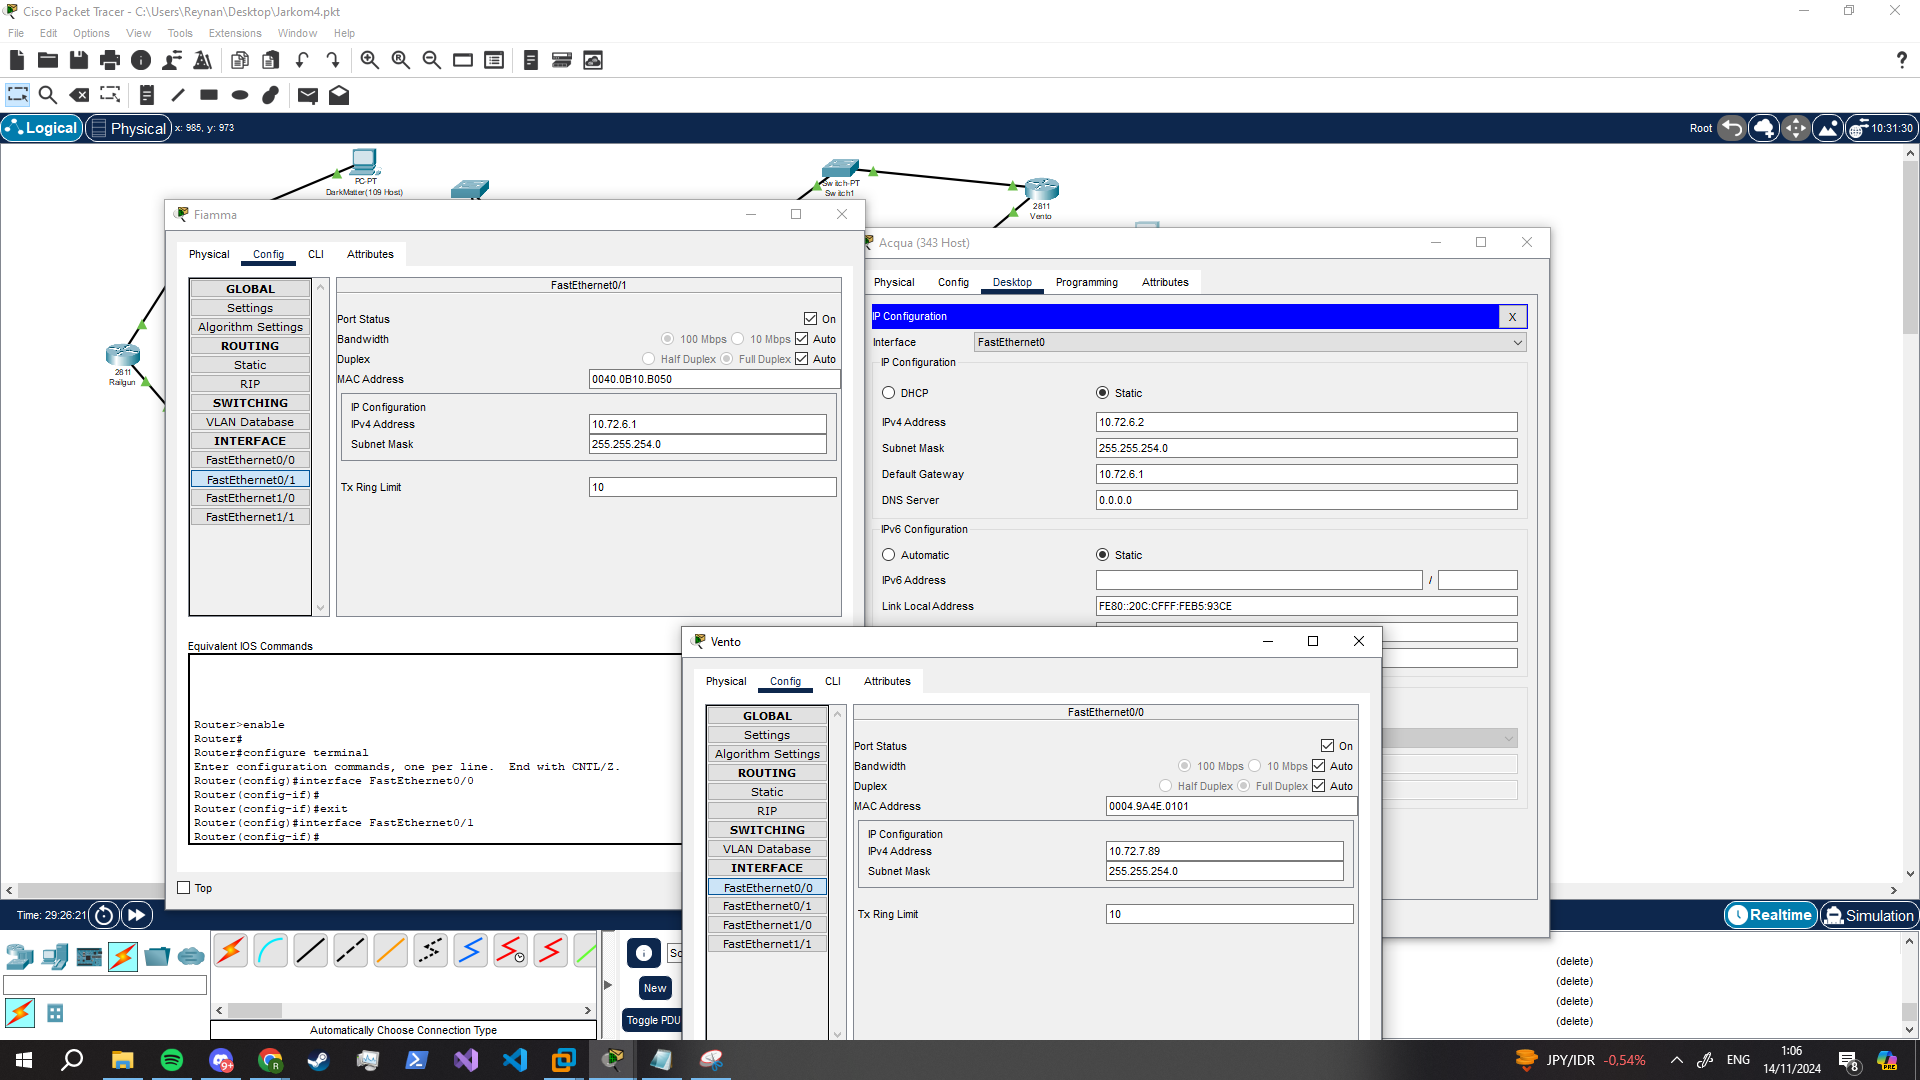 Cisco Packet Tracer - C:\Users\Reynan\Desktop\Jarkom4.pkt
File Edit Options View Tools Extensions Window Help
Logical Physical x: 985, y: 973 Root 10:31:30
PC-PT
DarkMatter(109 Host)
Switch-PT
Switch1
2811
Vento
2811
Railgun
Fiamma
Physical Config CLI Attributes
GLOBAL
Settings
Algorithm Settings
ROUTING
Static
RIP
SWITCHING
VLAN Database
INTERFACE
FastEthernet0/0
FastEthernet0/1
FastEthernet1/0
FastEthernet1/1
FastEthernet0/1
Port Status On
Bandwidth 100 Mbps 10 Mbps Auto
Duplex Half Duplex Full Duplex Auto
MAC Address 0040.0B10.B050
IP Configuration
IPv4 Address 10.72.6.1
Subnet Mask 255.255.254.0
Tx Ring Limit 10
Equivalent IOS Commands
Router>enable
Router#
Router#configure terminal
Enter configuration commands, one per line. End with CNTL/Z.
Router(config)#interface FastEthernet0/0
Router(config-if)#
Router(config-if)#exit
Router(config)#interface FastEthernet0/1
Router(config-if)#
Top
Acqua (343 Host)
Physical Config Desktop Programming Attributes
IP Configuration X
Interface FastEthernet0
IP Configuration
DHCP Static
IPv4 Address 10.72.6.2
Subnet Mask 255.255.254.0
Default Gateway 10.72.6.1
DNS Server 0.0.0.0
IPv6 Configuration
Automatic Static
IPv6 Address /
Link Local Address FE80::20C:CFFF:FEB5:93CE
Vento
Physical Config CLI Attributes
GLOBAL
Settings
Algorithm Settings
ROUTING
Static
RIP
SWITCHING
VLAN Database
INTERFACE
FastEthernet0/0
FastEthernet0/1
FastEthernet1/0
FastEthernet1/1
FastEthernet0/0
Port Status On
Bandwidth 100 Mbps 10 Mbps Auto
Duplex Half Duplex Full Duplex Auto
MAC Address 0004.9A4E.0101
IP Configuration
IPv4 Address 10.72.7.89
Subnet Mask 255.255.254.0
Tx Ring Limit 10
Time: 29:26:21 Realtime Simulation
Sc
New
Toggle PDU
Automatically Choose Connection Type
(delete)
(delete)
(delete)
(delete)
JPY/IDR -0,54% ENG 1:06
14/11/2024 8